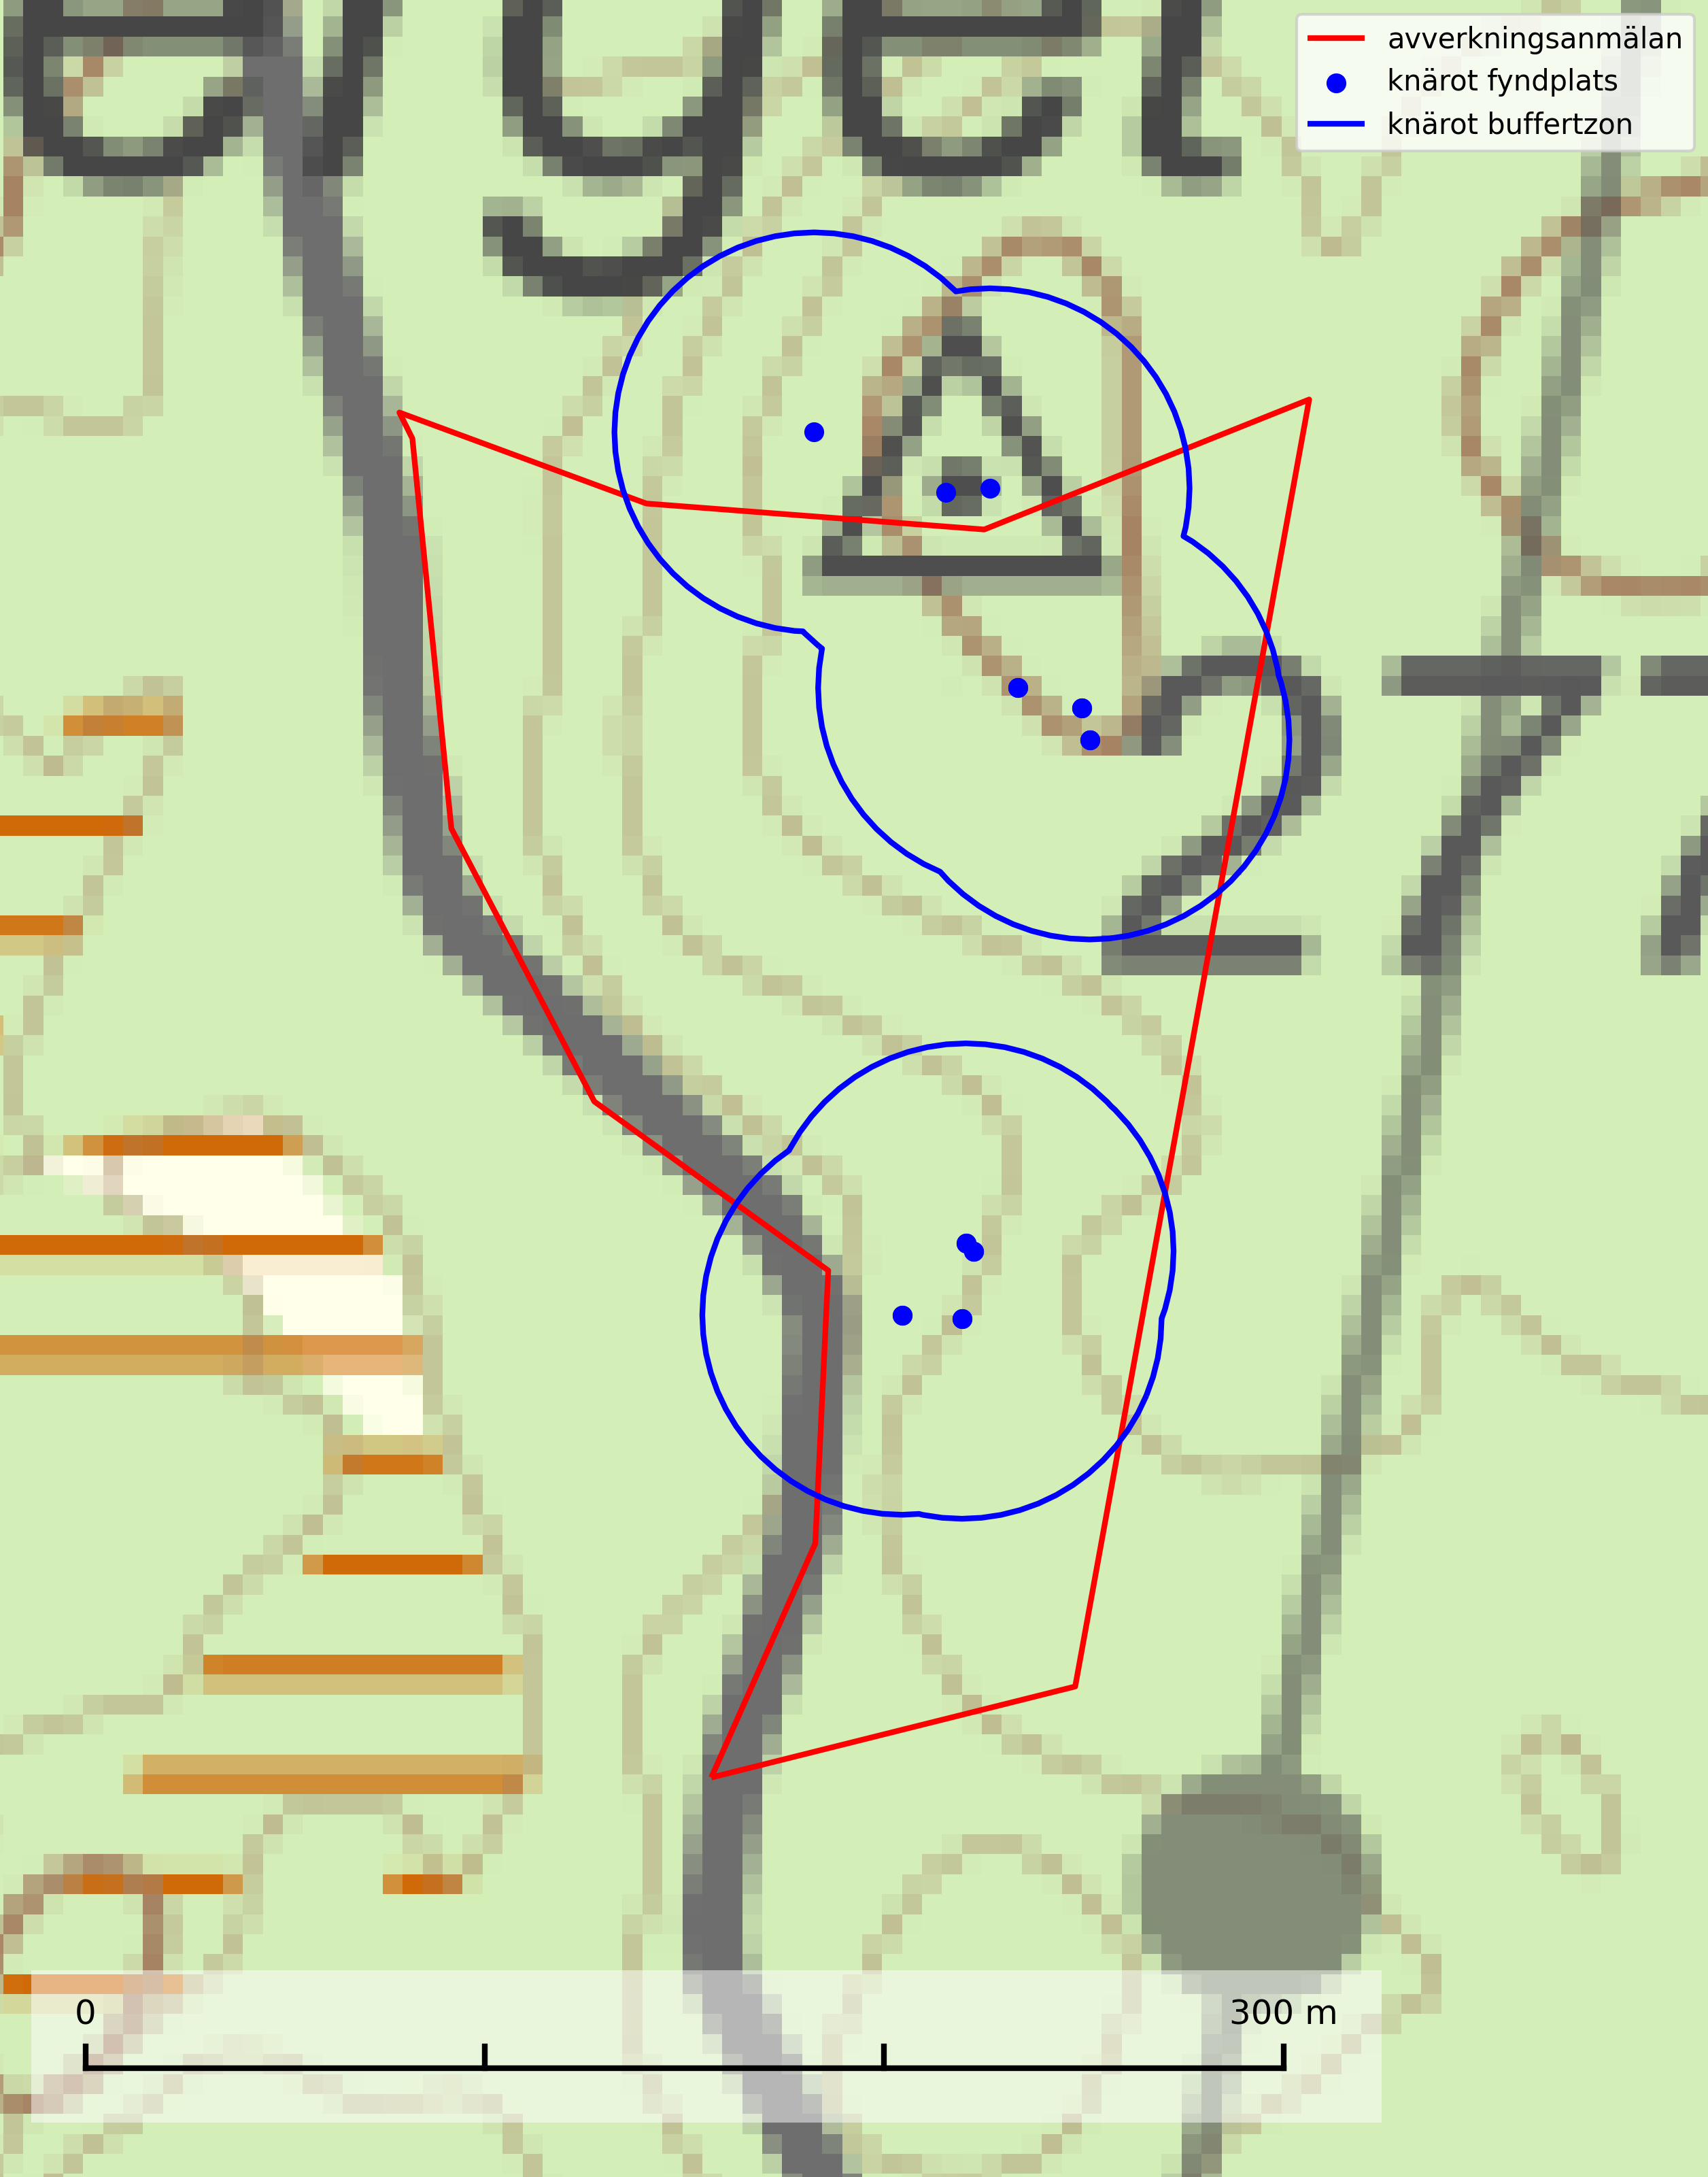 avverkningsanmälan
knärot fyndplats
knärot buffertzon
0
300 m